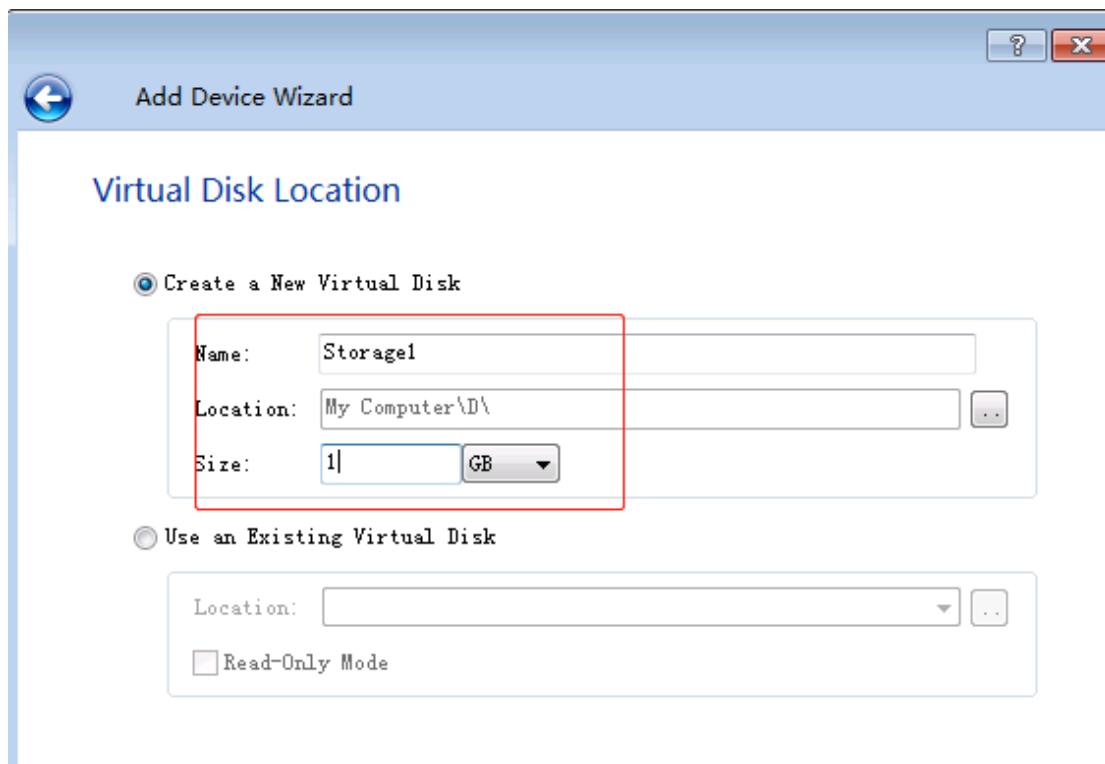 ?
Add Device Wizard
Virtual Disk Location
Create a New Virtual Disk
Name: Storage1
Location: My Computer\D\ ..
Size: 1 GB
Use an Existing Virtual Disk
Location: ..
Read-Only Mode